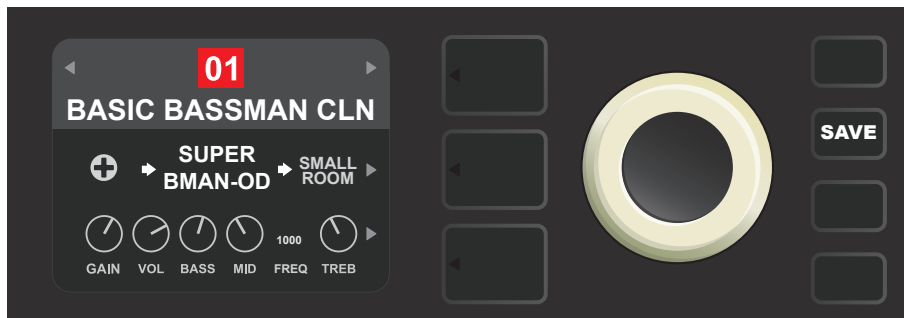 01
BASIC BASSMAN CLN
SUPER
BMAN-OD
SMALL
ROOM
1000
GAIN VOL BASS MID FREQ TREB
SAVE